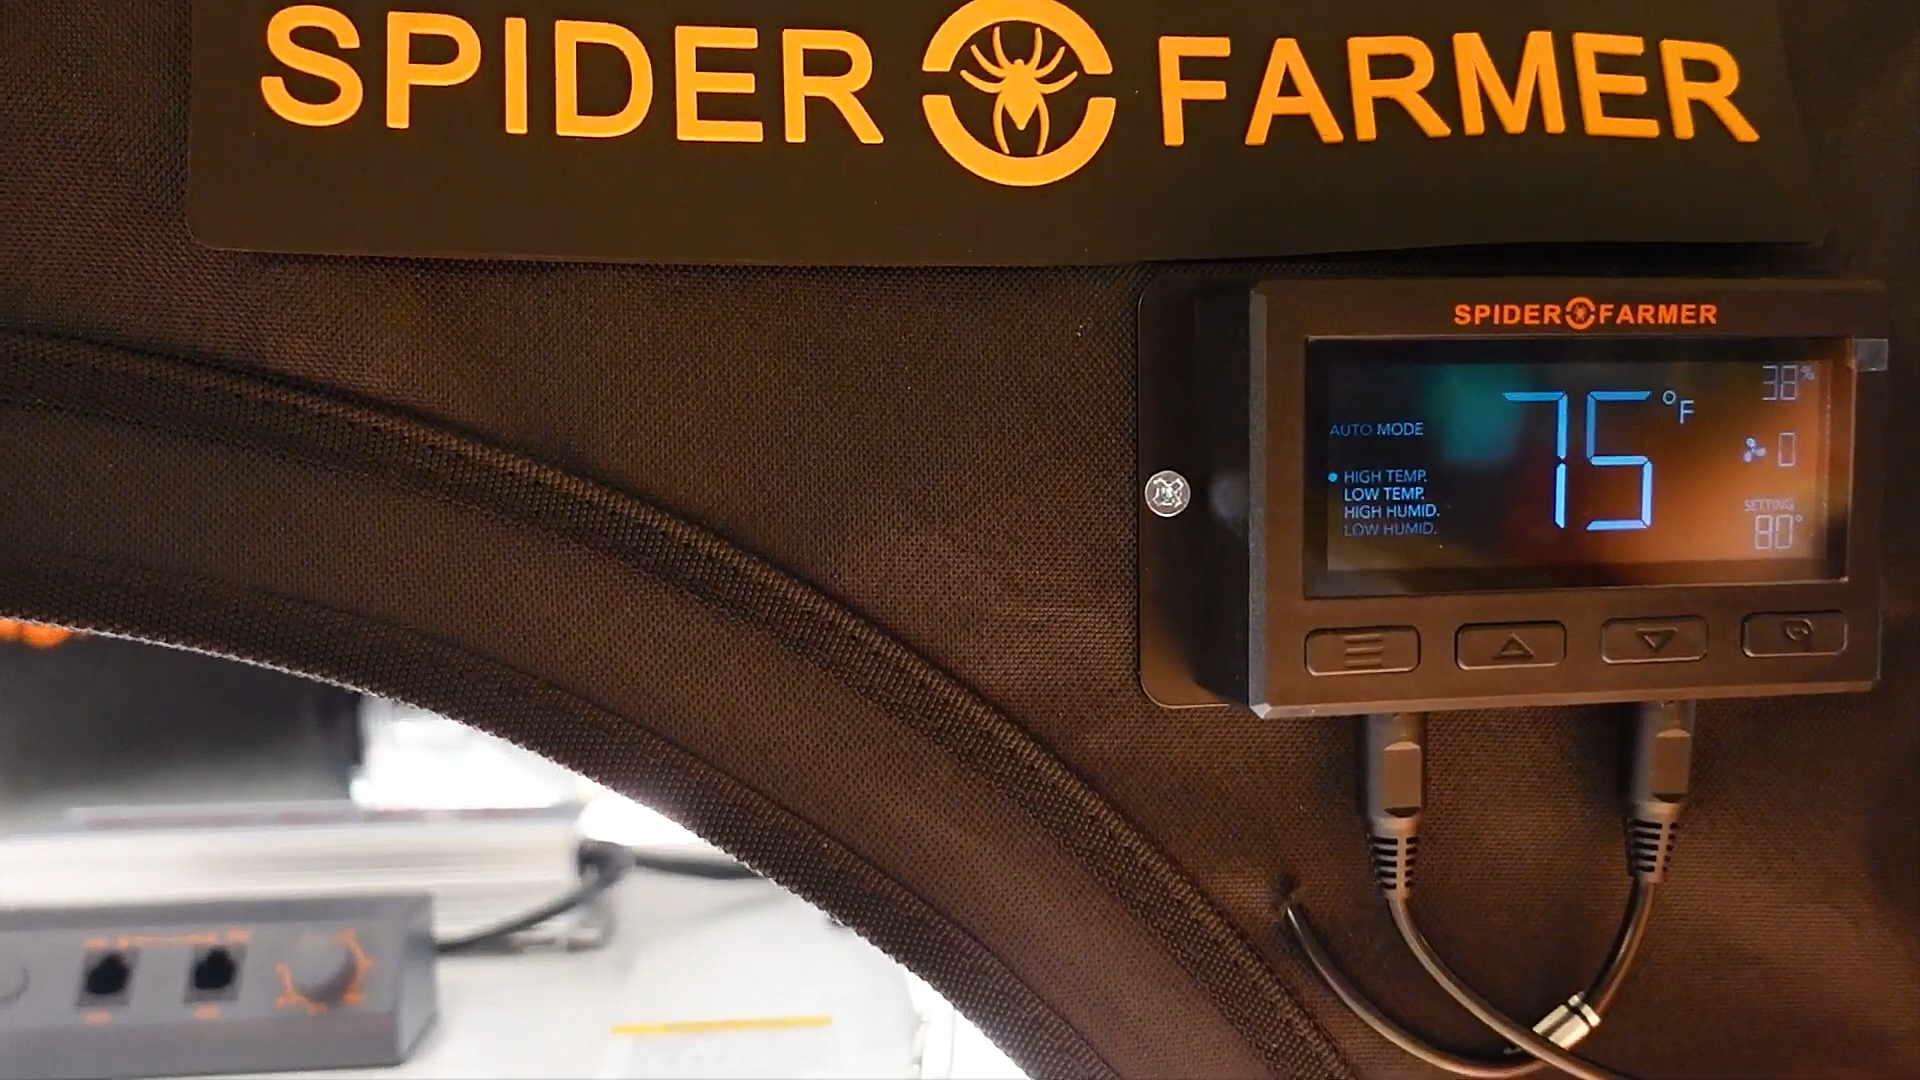 SPIDER FARMER
SPIDER FARMER
38%
AUTO MODE
75°F
0
HIGH TEMP.
LOW TEMP.
HIGH HUMID.
LOW HUMID.
SETTING
80°